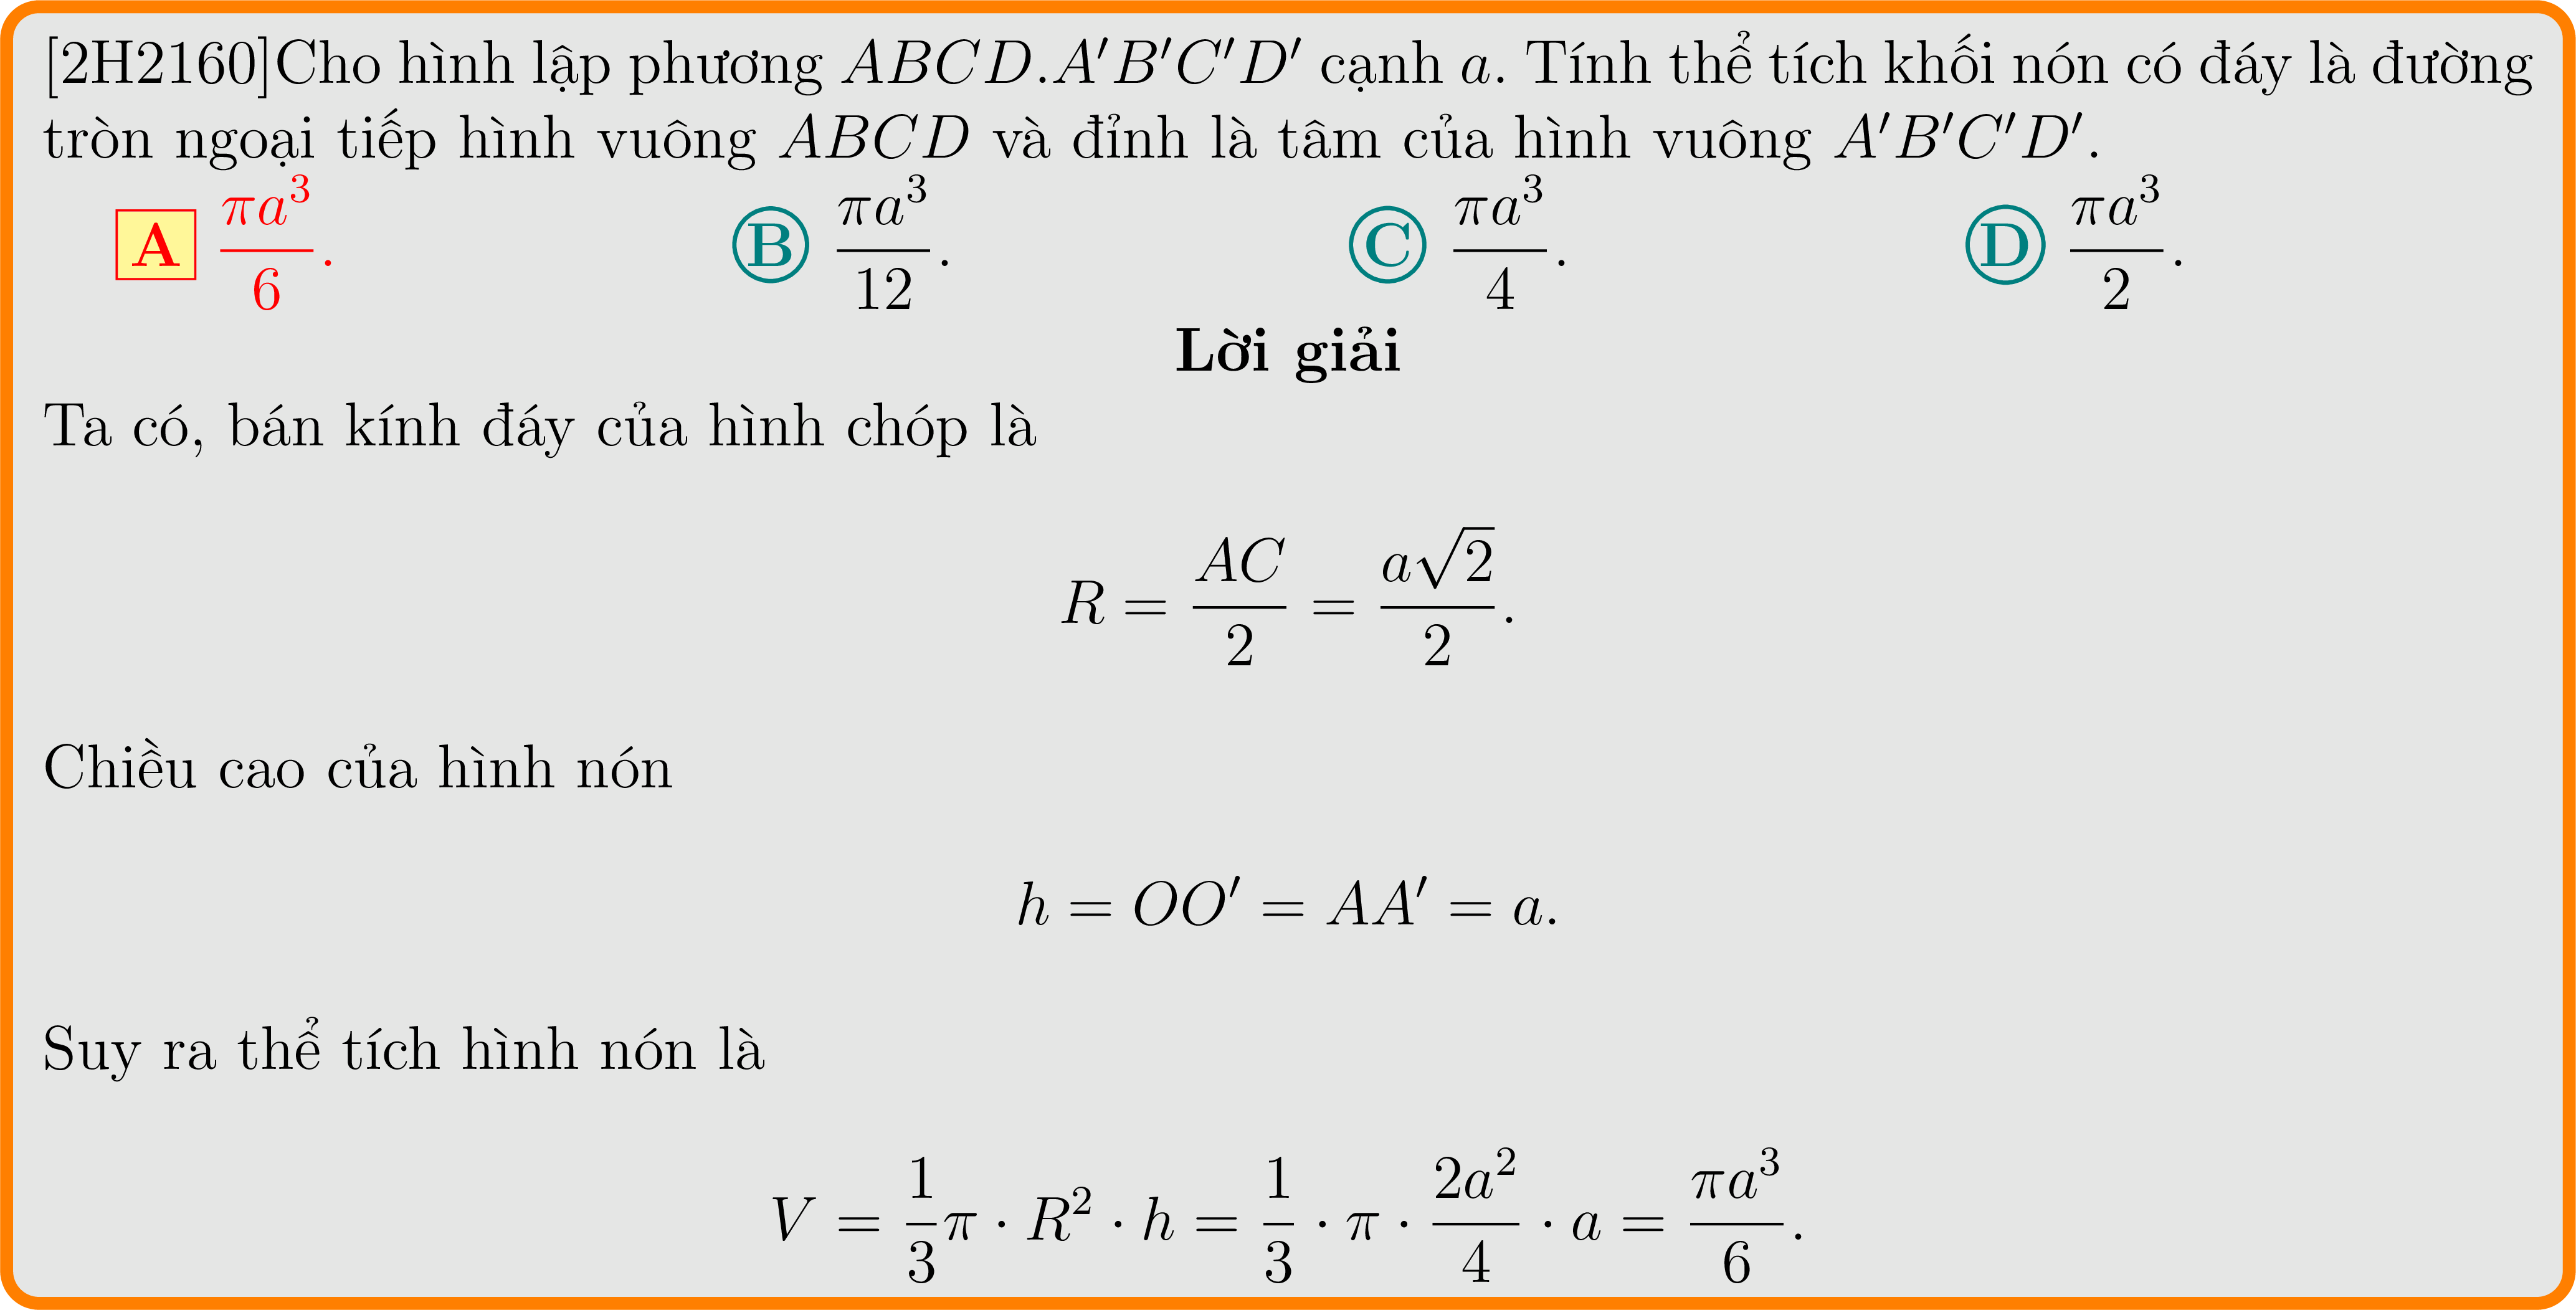 [2H2160]Cho hình lập phương ABCD.A′B′C′D′ cạnh a. Tính thể tích khối nón có đáy là đường
tròn ngoại tiếp hình vuông ABCD và đỉnh là tâm của hình vuông A′B′C′D′.
A $\frac{\pi a^3}{6}$. B $\frac{\pi a^3}{12}$. C $\frac{\pi a^3}{4}$. D $\frac{\pi a^3}{2}$.
Lời giải
Ta có, bán kính đáy của hình chóp là
$R = \frac{AC}{2} = \frac{a\sqrt{2}}{2}.$
Chiều cao của hình nón
$h = OO' = AA' = a.$
Suy ra thể tích hình nón là
$V = \frac{1}{3}\pi \cdot R^2 \cdot h = \frac{1}{3} \cdot \pi \cdot \frac{2a^2}{4} \cdot a = \frac{\pi a^3}{6}.$